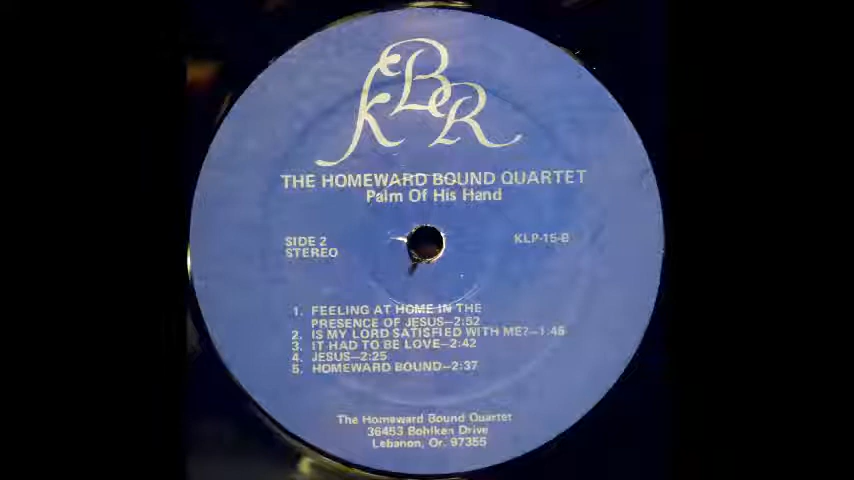 KBR
THE HOMEWARD BOUND QUARTET
Palm Of His Hand
SIDE 2
STEREO
KLP-15-B
1. FEELING AT HOME IN THE
PRESENCE OF JESUS—2:52
2. IS MY LORD SATISFIED WITH ME?—1:46
3. IT HAD TO BE LOVE—2:42
4. JESUS—2:25
5. HOMEWARD BOUND—2:37
The Homeward Bound Quartet
36453 Bohlken Drive
Lebanon, Or. 97355